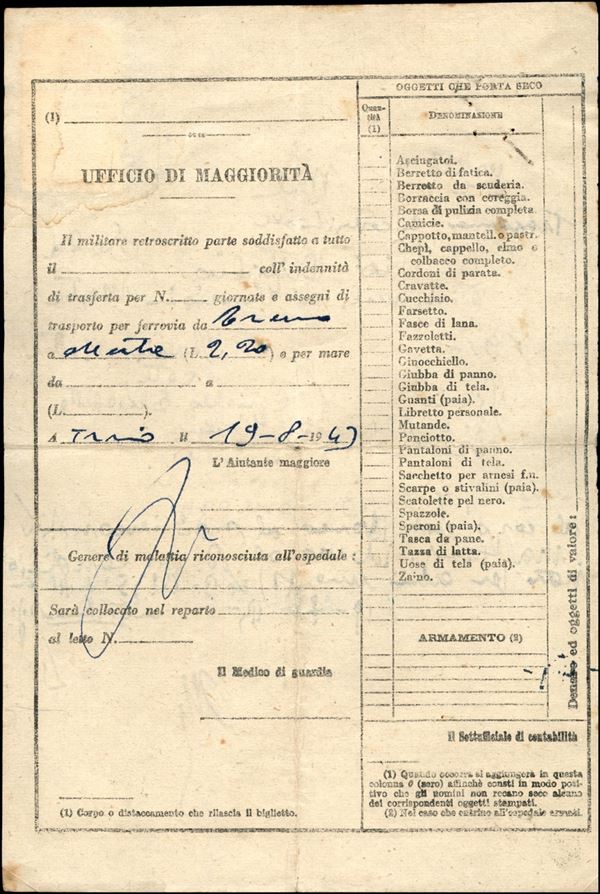 (1)
UFFICIO DI MAGGIORITÀ
Il militare retroscritto parte soddisfatto a tutto
il coll' indennità
di trasferta per N. giornate e assegni di
trasporto per ferrovia da
a (L. 2,20) e per mare
da a
(L. ).
A li 19-8-1943
L'Aiutante maggiore
Genere di malattia riconosciuta all'ospedale :
Sarà collocato nel reparto
al letto N.
Il Medico di guardia
(1) Corpo o distaccamento che rilascia il biglietto.
OGGETTI CHE PORTA SECO
Quantità (1)
DENOMINAZIONE
Asciugatoi.
Berretto di fatica.
Berretto da scuderia.
Borraccia con coreggia.
Borsa di pulizia completa
Camicie.
Cappotto, mantell. o pastr.
Chepì, cappello, elmo o
colbacco completo.
Cordoni di parata.
Cravatte.
Cucchiaio.
Farsetto.
Fasce di lana.
Fazzoletti.
Gavetta.
Ginocchiello.
Giubba di panno.
Giubba di tela.
Guanti (paia).
Libretto personale.
Mutande.
Panciotto.
Pantaloni di panno.
Pantaloni di tela.
Sacchetto per arnesi f.n.
Scarpe o stivalini (paia).
Scatolette pel nero.
Spazzole.
Speroni (paia).
Tasca da pane.
Tazza di latta.
Uose di tela (paia).
Zaino.
ARMAMENTO (2)
Denaro ed oggetti di valore:
Il Sottufficiale di contabilità
(1) Quando occorra si aggiungerà in questa
colonna 0 (zero) affinchè consti in modo posi-
tivo che gli uomini non recano seco alcuno
dei corrispondenti oggetti stampati.
(2) Nel caso che entrino all'ospedale armati.